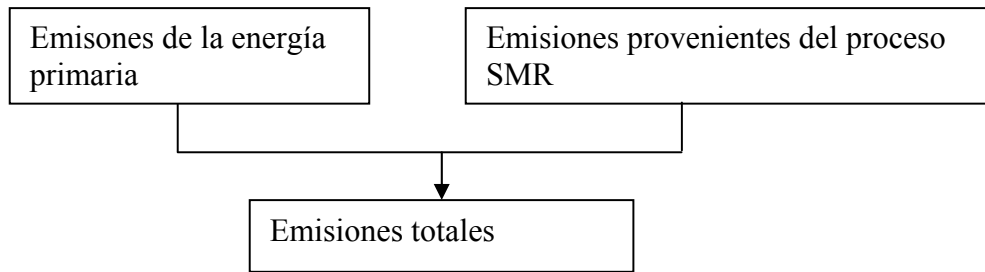 Emisones de la energía
primaria
Emisiones provenientes del proceso
SMR
Emisiones totales